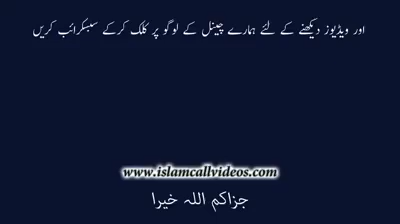 اور ویڈیوز دیکھنے کے لئے ہمارے چینل کے لوگو پر کلک کرکے سبسکرائب کریں
www.islamcallvideos.com
جزاکم اللہ خیرا